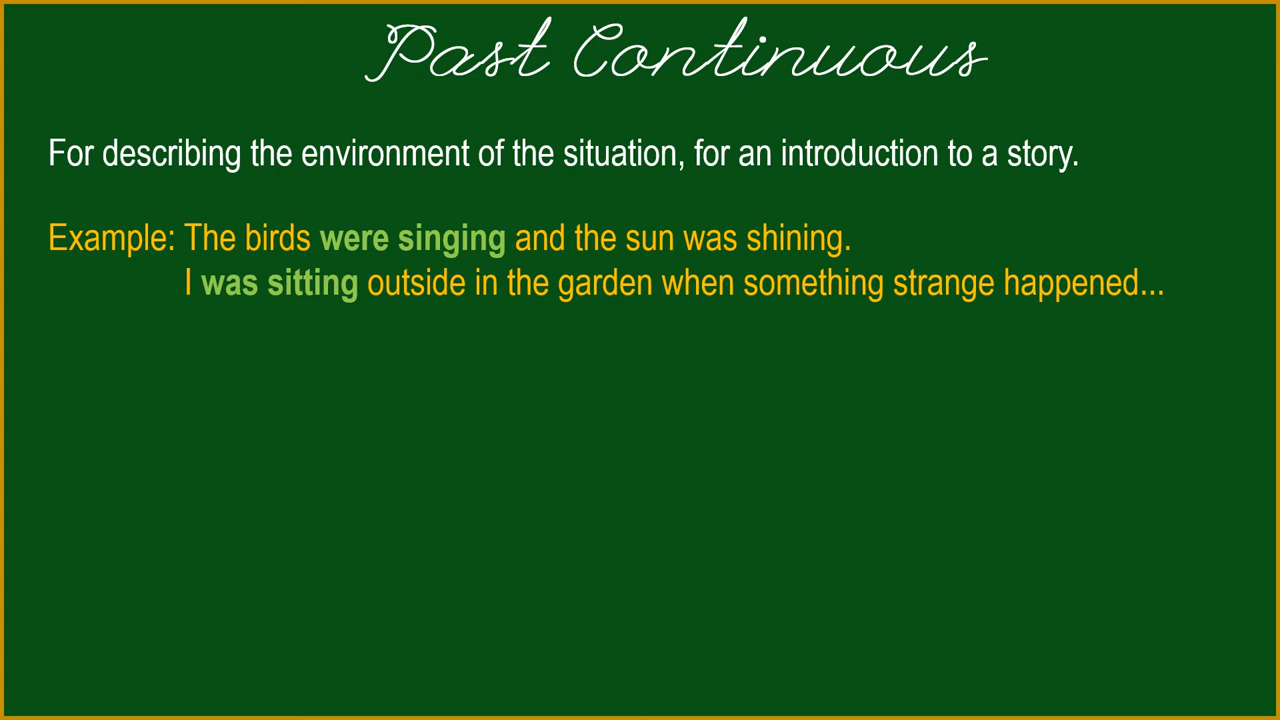 Past Continuous
For describing the environment of the situation, for an introduction to a story.
Example: The birds were singing and the sun was shining.
I was sitting outside in the garden when something strange happened...